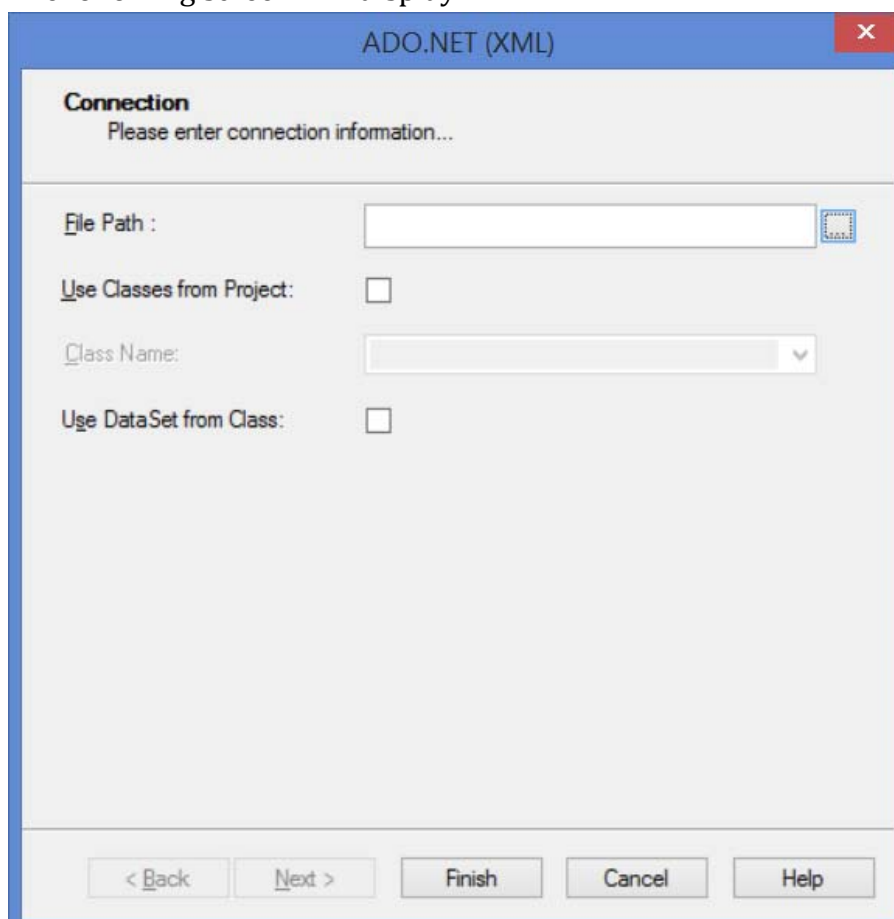 ADO.NET (XML)
Connection
Please enter connection information...
File Path :
...
Use Classes from Project:
Class Name:
Use DataSet from Class:
< Back Next > Finish Cancel Help